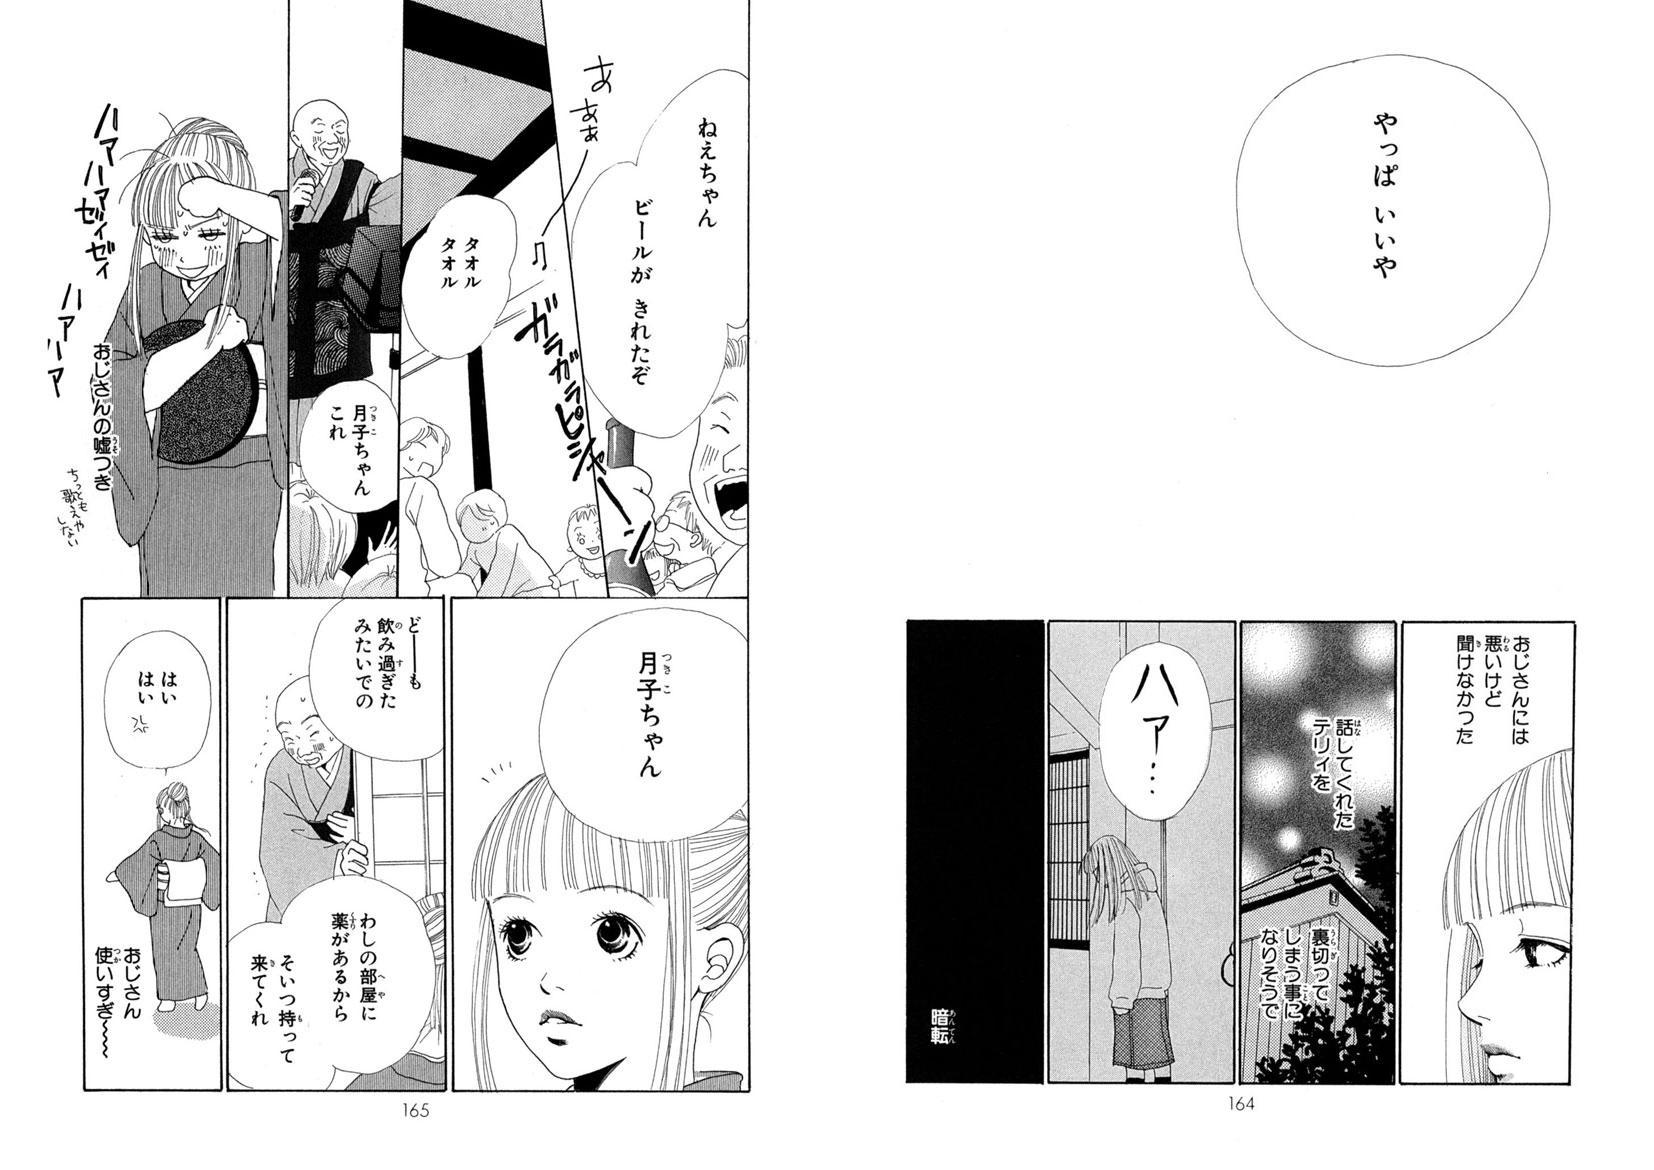 やっぱ いいや
おじさんには
悪いけど
聞けなかった
話してくれた
テリィを
裏切って
しまう事に
なりそうで
ハァ…
暗転
164
ねえちゃん
ビールが きれたぞ
あ
あぁぁ
♫
ガラガラピシャーーン
タオル
タオル
月子ちゃん
これ
ハァ
ハァ
ゼィゼィ
ハァ
ハァ
おじさんの嘘つき
ちっとも
歌えや
しない
月子ちゃん
ど――も
飲み過ぎた
みたいでの
わしの部屋に
薬があるから
そいつ持って
来てくれ
はい
はい
おじさん
使いすぎ〜〜〜
165